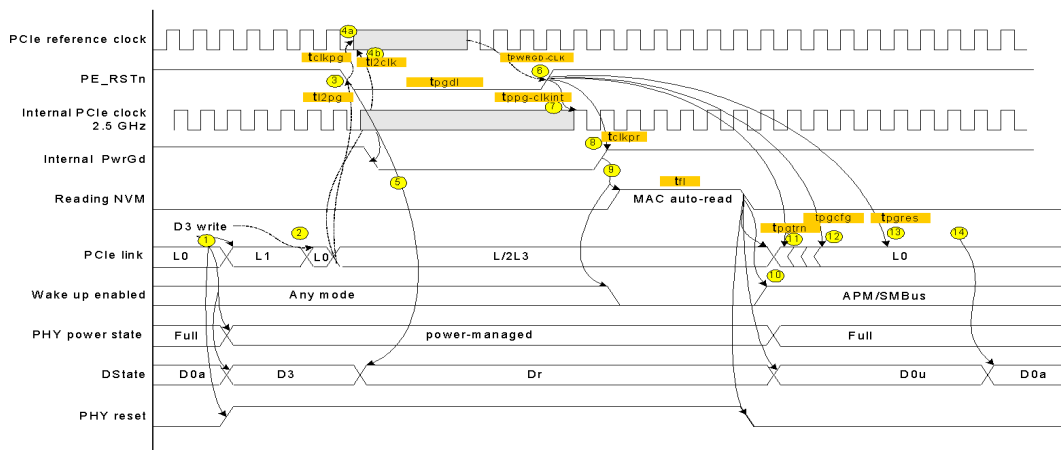 4a
PCIe reference clock
tclkpg
4b
tl2clk
tPWRGD-CLK
6
PE_RSTn
3
tpgdl
tl2pg
tppg-clkint
7
Internal PCIe clock
2.5 GHz
tclkpr
8
Internal PwrGd
9
5
tfl
Reading NVM
MAC auto-read
D3 write
tpgcfg
tpgres
tpgtrn
1
2
11
12
13
14
PCIe link
L0
L1
L0
L/2L3
L0
10
Wake up enabled
Any mode
APM/SMBus
PHY power state
Full
power-managed
Full
DState
D0a
D3
Dr
D0u
D0a
PHY reset